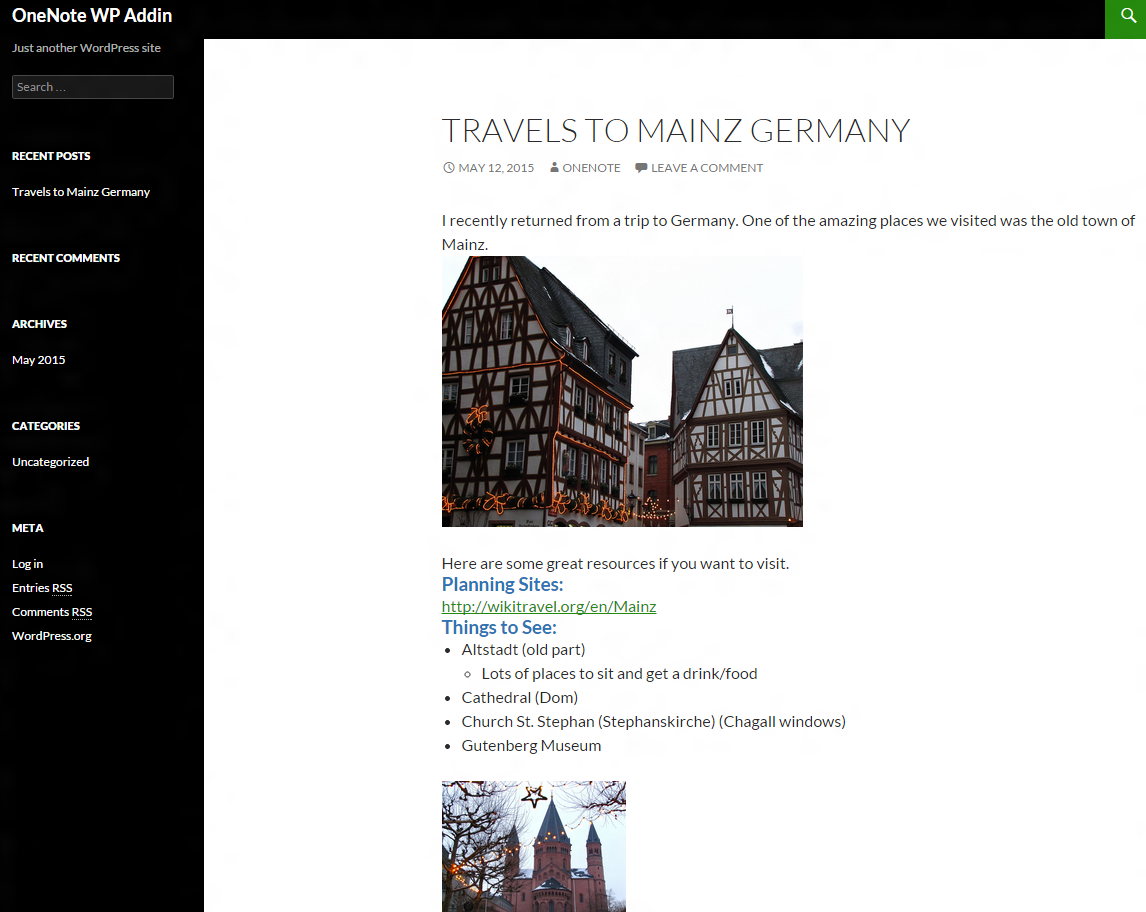 OneNote WP Addin
Just another WordPress site
Search …
RECENT POSTS
Travels to Mainz Germany
RECENT COMMENTS
ARCHIVES
May 2015
CATEGORIES
Uncategorized
META
Log in
Entries RSS
Comments RSS
WordPress.org
TRAVELS TO MAINZ GERMANY
MAY 12, 2015 ONENOTE LEAVE A COMMENT
I recently returned from a trip to Germany. One of the amazing places we visited was the old town of
Mainz.
Here are some great resources if you want to visit.
Planning Sites:
http://wikitravel.org/en/Mainz
Things to See:
Altstadt (old part)
Lots of places to sit and get a drink/food
Cathedral (Dom)
Church St. Stephan (Stephanskirche) (Chagall windows)
Gutenberg Museum